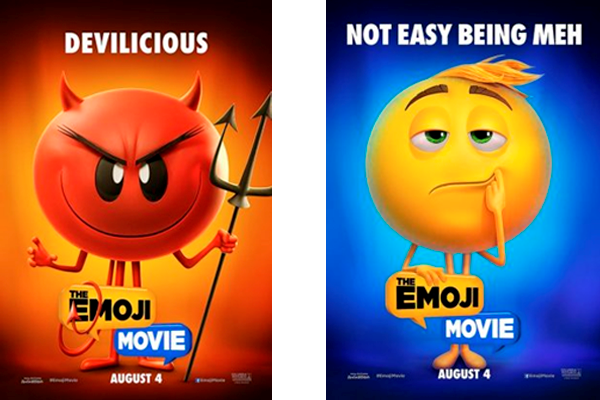 DEVILICIOUS
THE
EMOJI
MOVIE
AUGUST 4
NOT EASY BEING MEH
THE
EMOJI
MOVIE
AUGUST 4